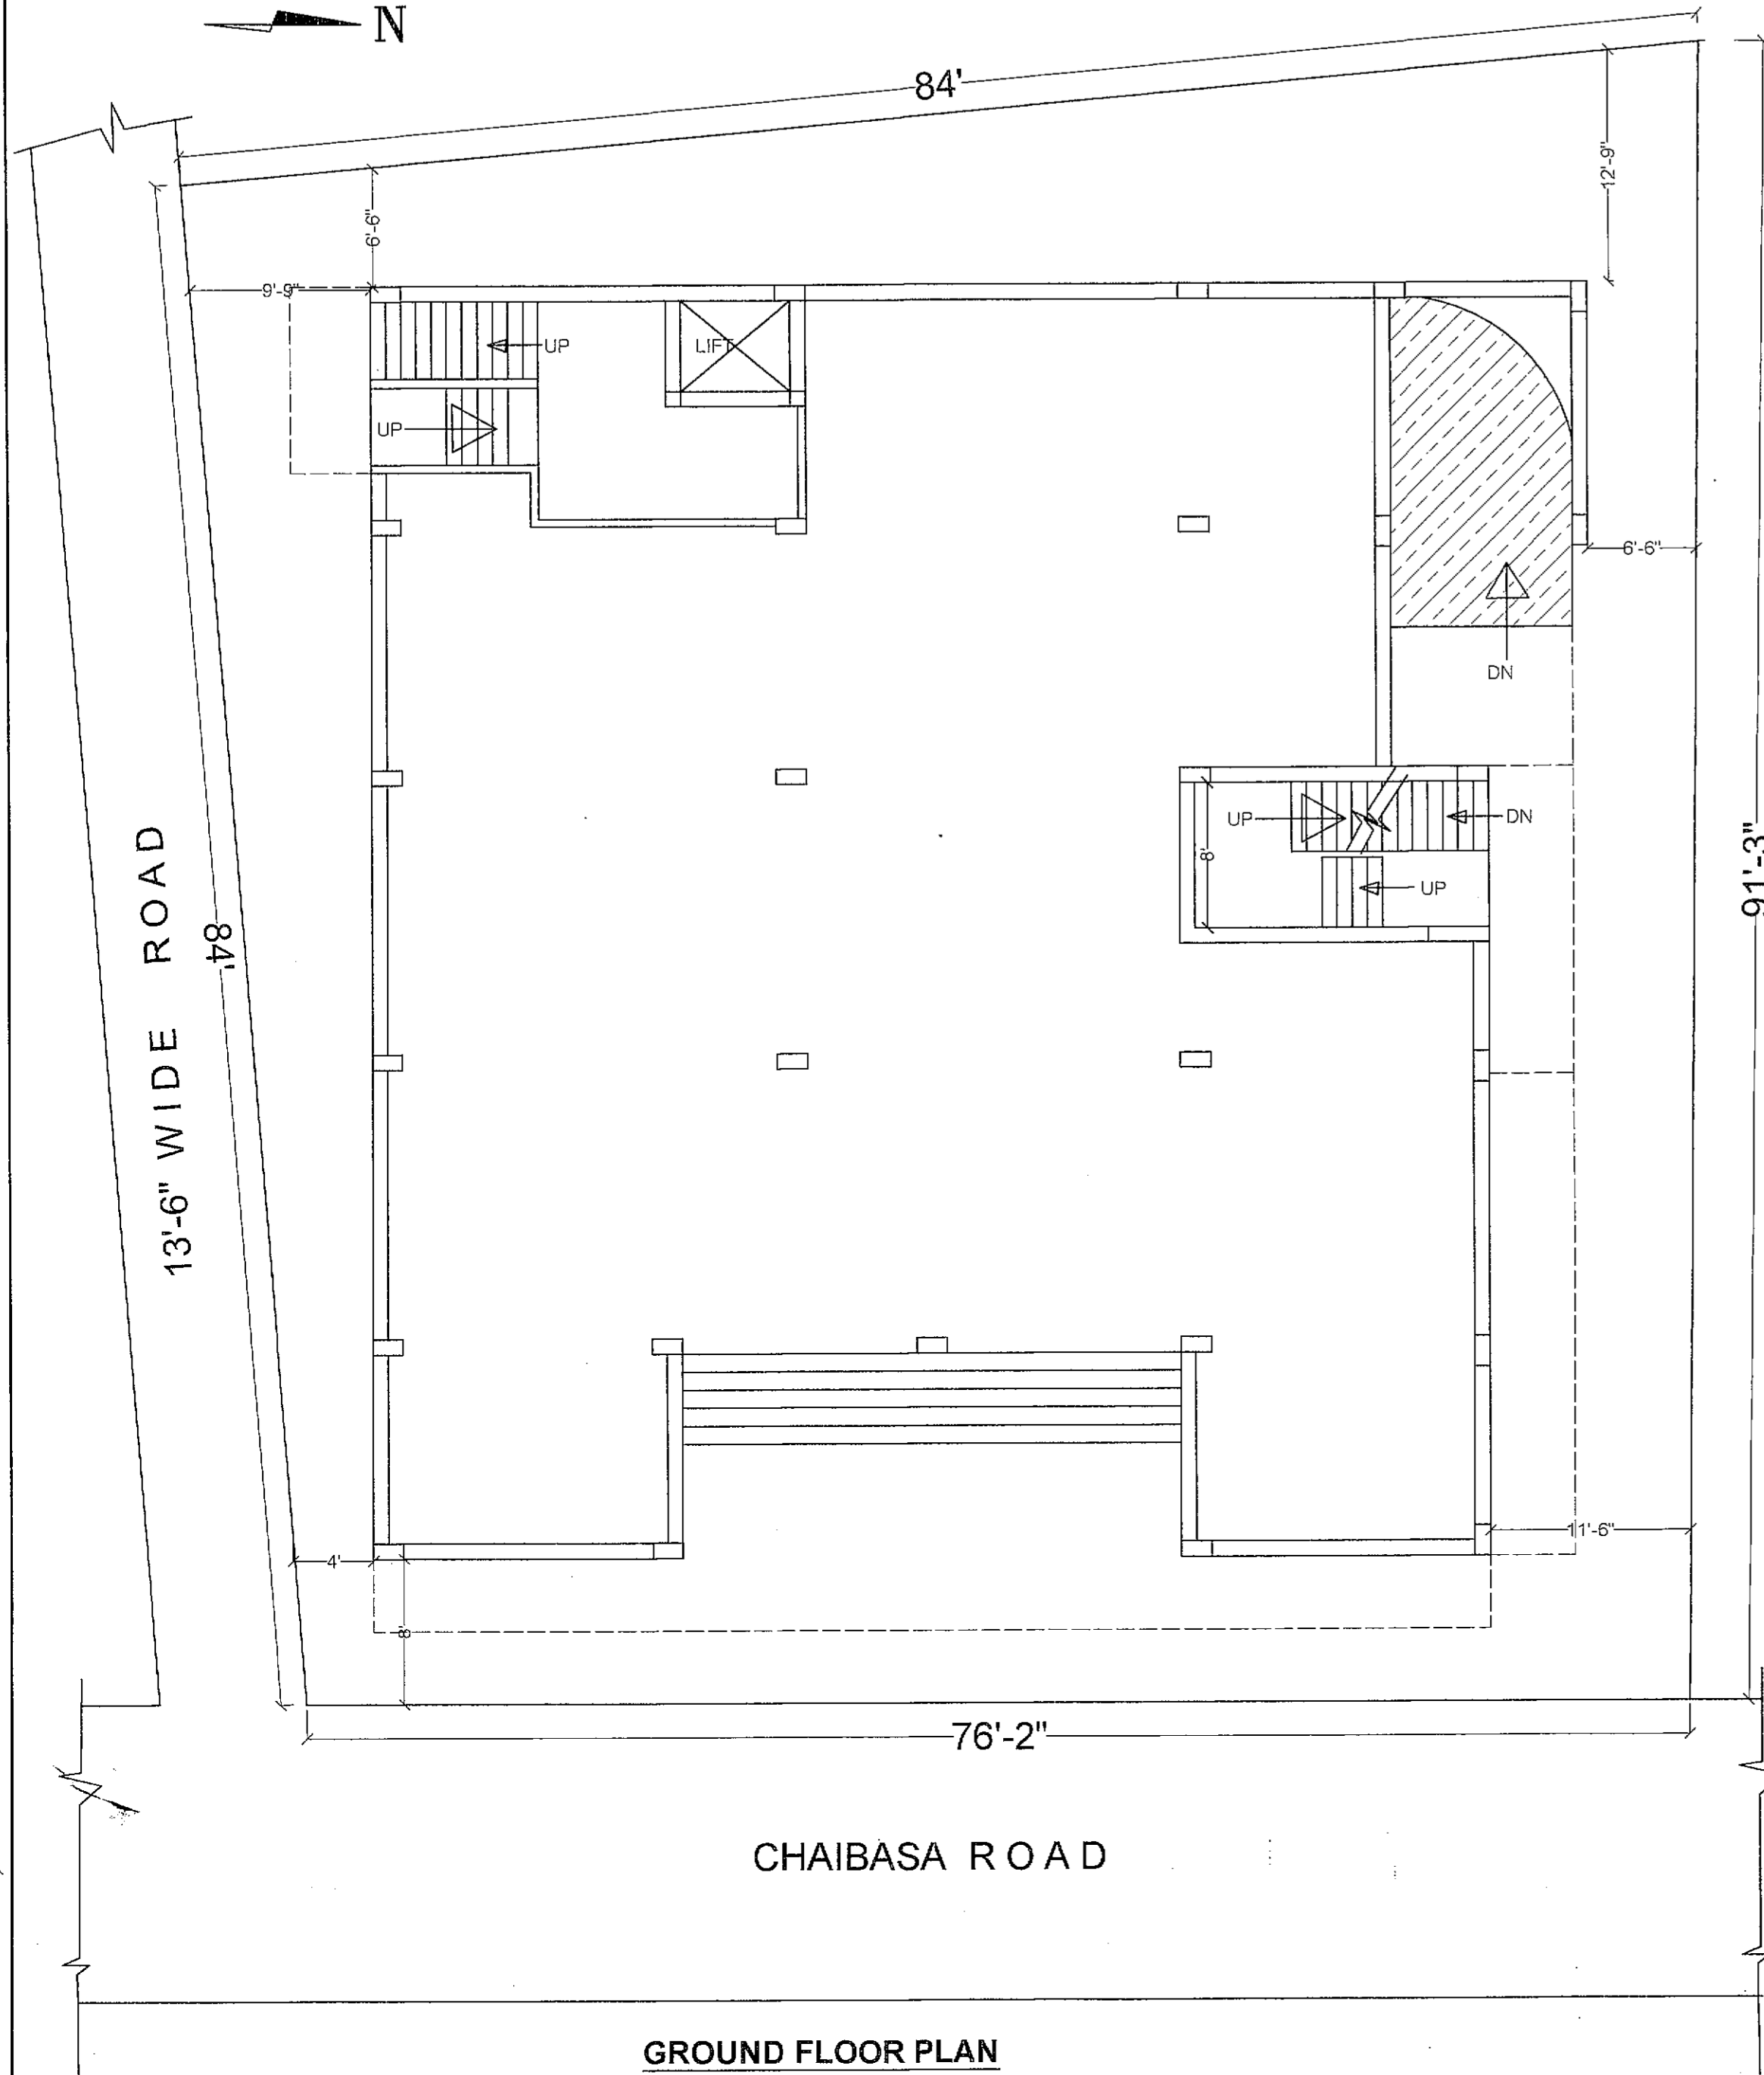 N
84'
12'-9"
6'-6"
9'-9"
UP
LIFT
UP
6'-6"
DN
UP
DN
8'
UP
91'-3"
13'-6" WIDE ROAD
84'
11'-6"
4'
8'
76'-2"
CHAIBASA ROAD
GROUND FLOOR PLAN